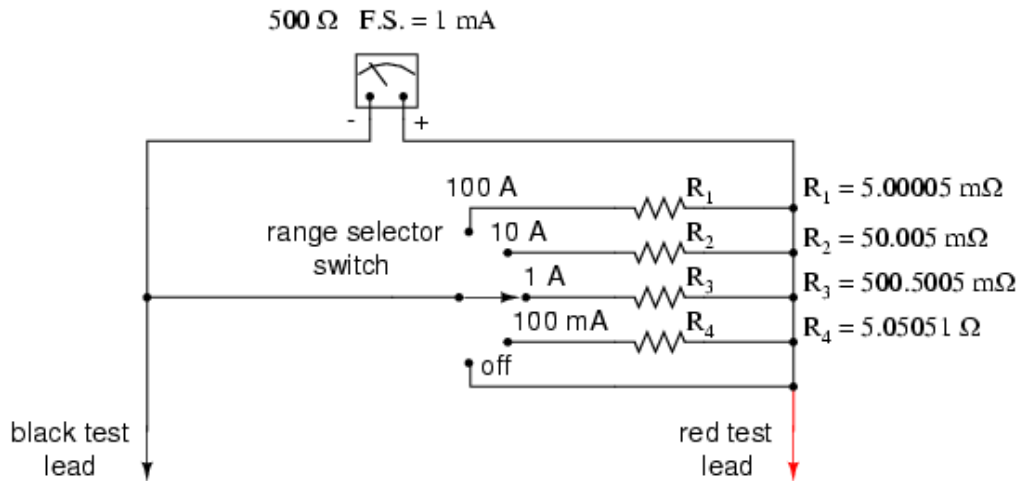 500 Ω F.S. = 1 mA
- +
100 A R₁ R₁ = 5.00005 mΩ
range selector
switch
10 A R₂ R₂ = 50.005 mΩ
1 A R₃ R₃ = 500.5005 mΩ
100 mA R₄ R₄ = 5.05051 Ω
off
black test
lead
red test
lead